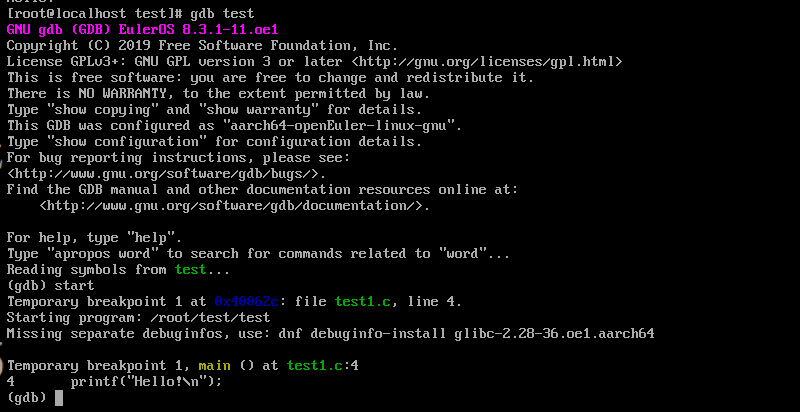 [root@localhost test]# gdb test
GNU gdb (GDB) EulerOS 8.3.1-11.oe1
Copyright (C) 2019 Free Software Foundation, Inc.
License GPLv3+: GNU GPL version 3 or later <http://gnu.org/licenses/gpl.html>
This is free software: you are free to change and redistribute it.
There is NO WARRANTY, to the extent permitted by law.
Type "show copying" and "show warranty" for details.
This GDB was configured as "aarch64-openEuler-linux-gnu".
Type "show configuration" for configuration details.
For bug reporting instructions, please see:
<http://www.gnu.org/software/gdb/bugs/>.
Find the GDB manual and other documentation resources online at:
    <http://www.gnu.org/software/gdb/documentation/>.
For help, type "help".
Type "apropos word" to search for commands related to "word"...
Reading symbols from test...
(gdb) start
Temporary breakpoint 1 at 0x40062c: file test1.c, line 4.
Starting program: /root/test/test
Missing separate debuginfos, use: dnf debuginfo-install glibc-2.28-36.oe1.aarch64
Temporary breakpoint 1, main () at test1.c:4
4       printf("Hello!\n");
(gdb)